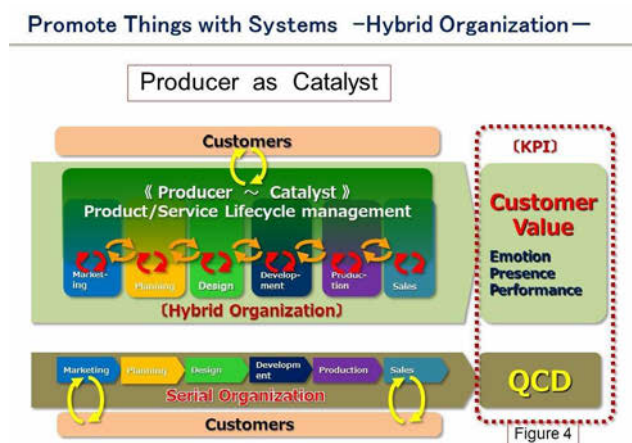 Promote Things with Systems －Hybrid Organization－
Producer as Catalyst
Customers
《 Producer ～ Catalyst 》
Product/Service Lifecycle management
Market-
ing
Planning
Design
Develop-
ment
Produc-
tion
Sales
(Hybrid Organization)
(KPI)
Customer
Value
Emotion
Presence
Performance
Marketing
Planning
Design
Developm
ent
Production
Sales
Serial Organization
Customers
QCD
Figure 4